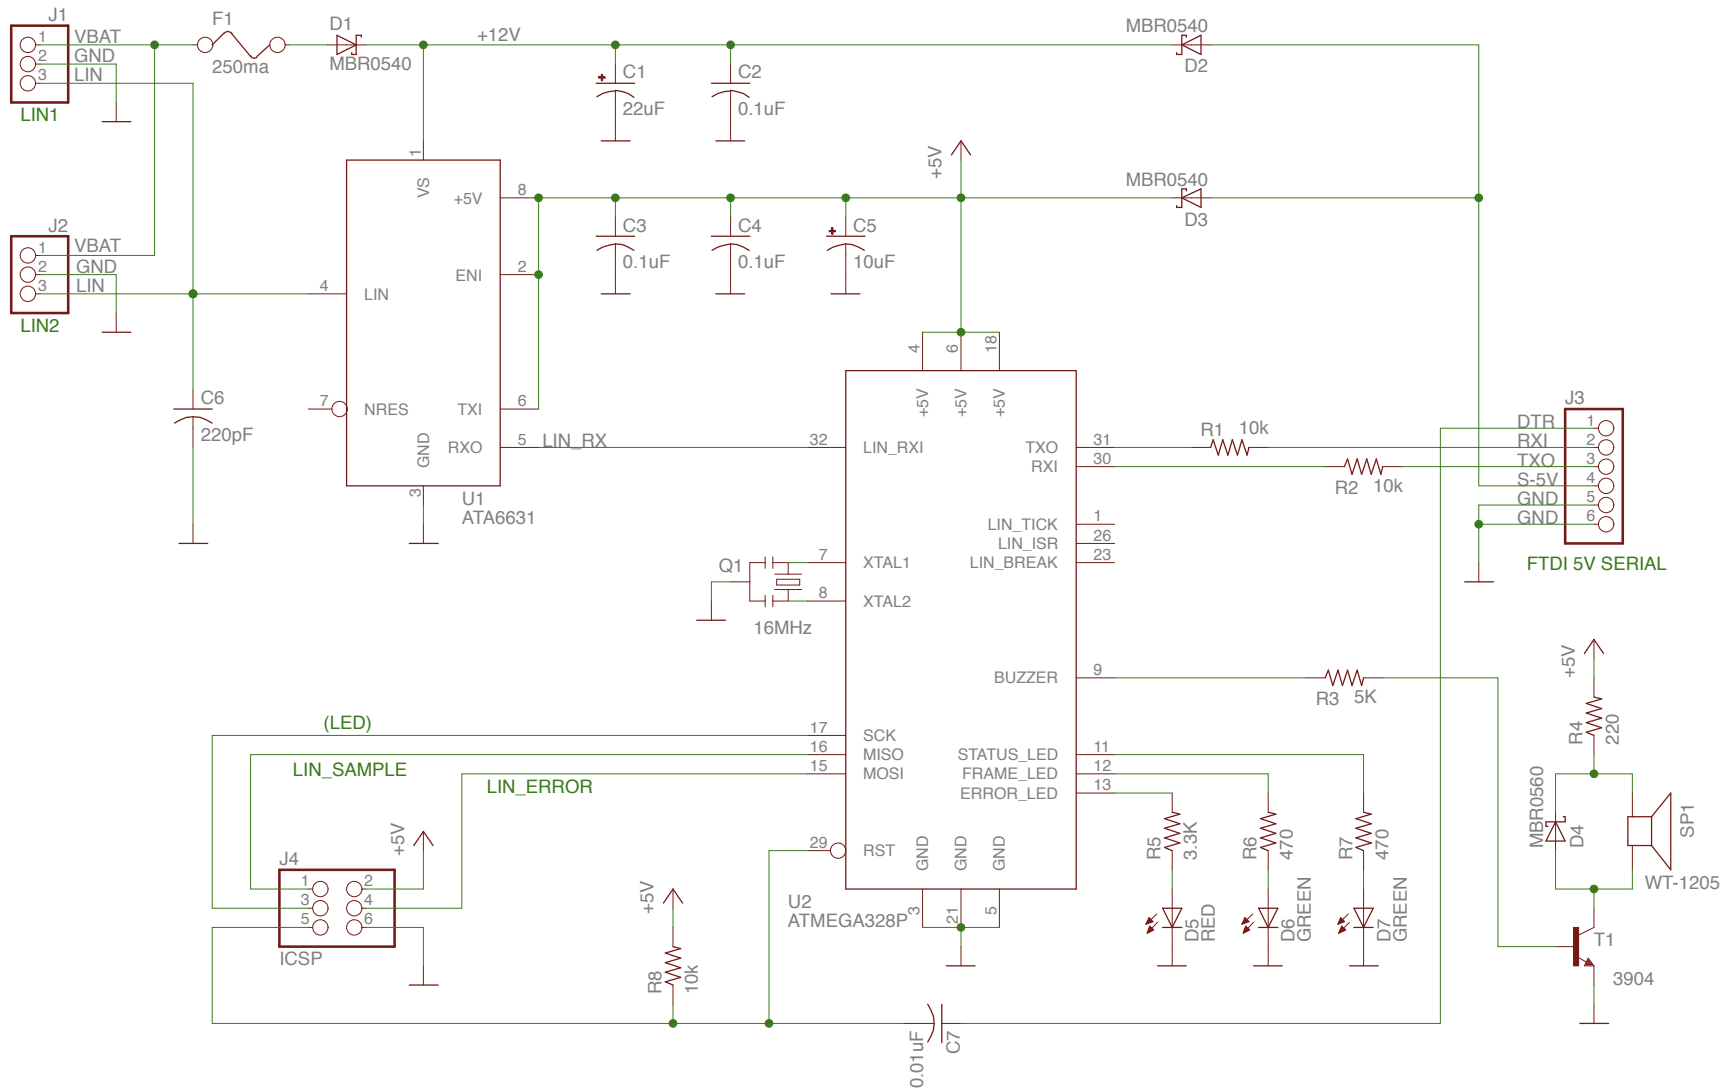 J1
1 VBAT
2 GND
3 LIN
LIN1
F1
250ma
D1
MBR0540
+12V
C1
22uF
C2
0.1uF
MBR0540
D2
J2
1 VBAT
2 GND
3 LIN
LIN2
1
VS
+5V 8
ENI 2
4 LIN
7 NRES
TXI 6
RXO 5 LIN_RX
GND
3
U1
ATA6631
C3
0.1uF
C4
0.1uF
C5
10uF
+5V
MBR0540
D3
C6
220pF
4 6 18
+5V +5V +5V
32 LIN_RXI
TXO 31
RXI 30
R1 10k
R2 10k
LIN_TICK 1
LIN_ISR 26
LIN_BREAK 23
J3
DTR 1
RXI 2
TXO 3
S-5V 4
GND 5
GND 6
FTDI 5V SERIAL
Q1
16MHz
7 XTAL1
8 XTAL2
BUZZER 9
R3 5K
+5V
R4
220
MBR0560
D4
SP1
WT-1205
T1
3904
(LED)
17 SCK
16 MISO
15 MOSI
LIN_SAMPLE
LIN_ERROR
STATUS_LED 11
FRAME_LED 12
ERROR_LED 13
29 RST
GND GND GND
3 21 5
U2
ATMEGA328P
R5
3.3K
R6
470
R7
470
D5
RED
D6
GREEN
D7
GREEN
+5V
J4
1 2
3 4
5 6
ICSP
+5V
R8
10k
0.01uF
C7